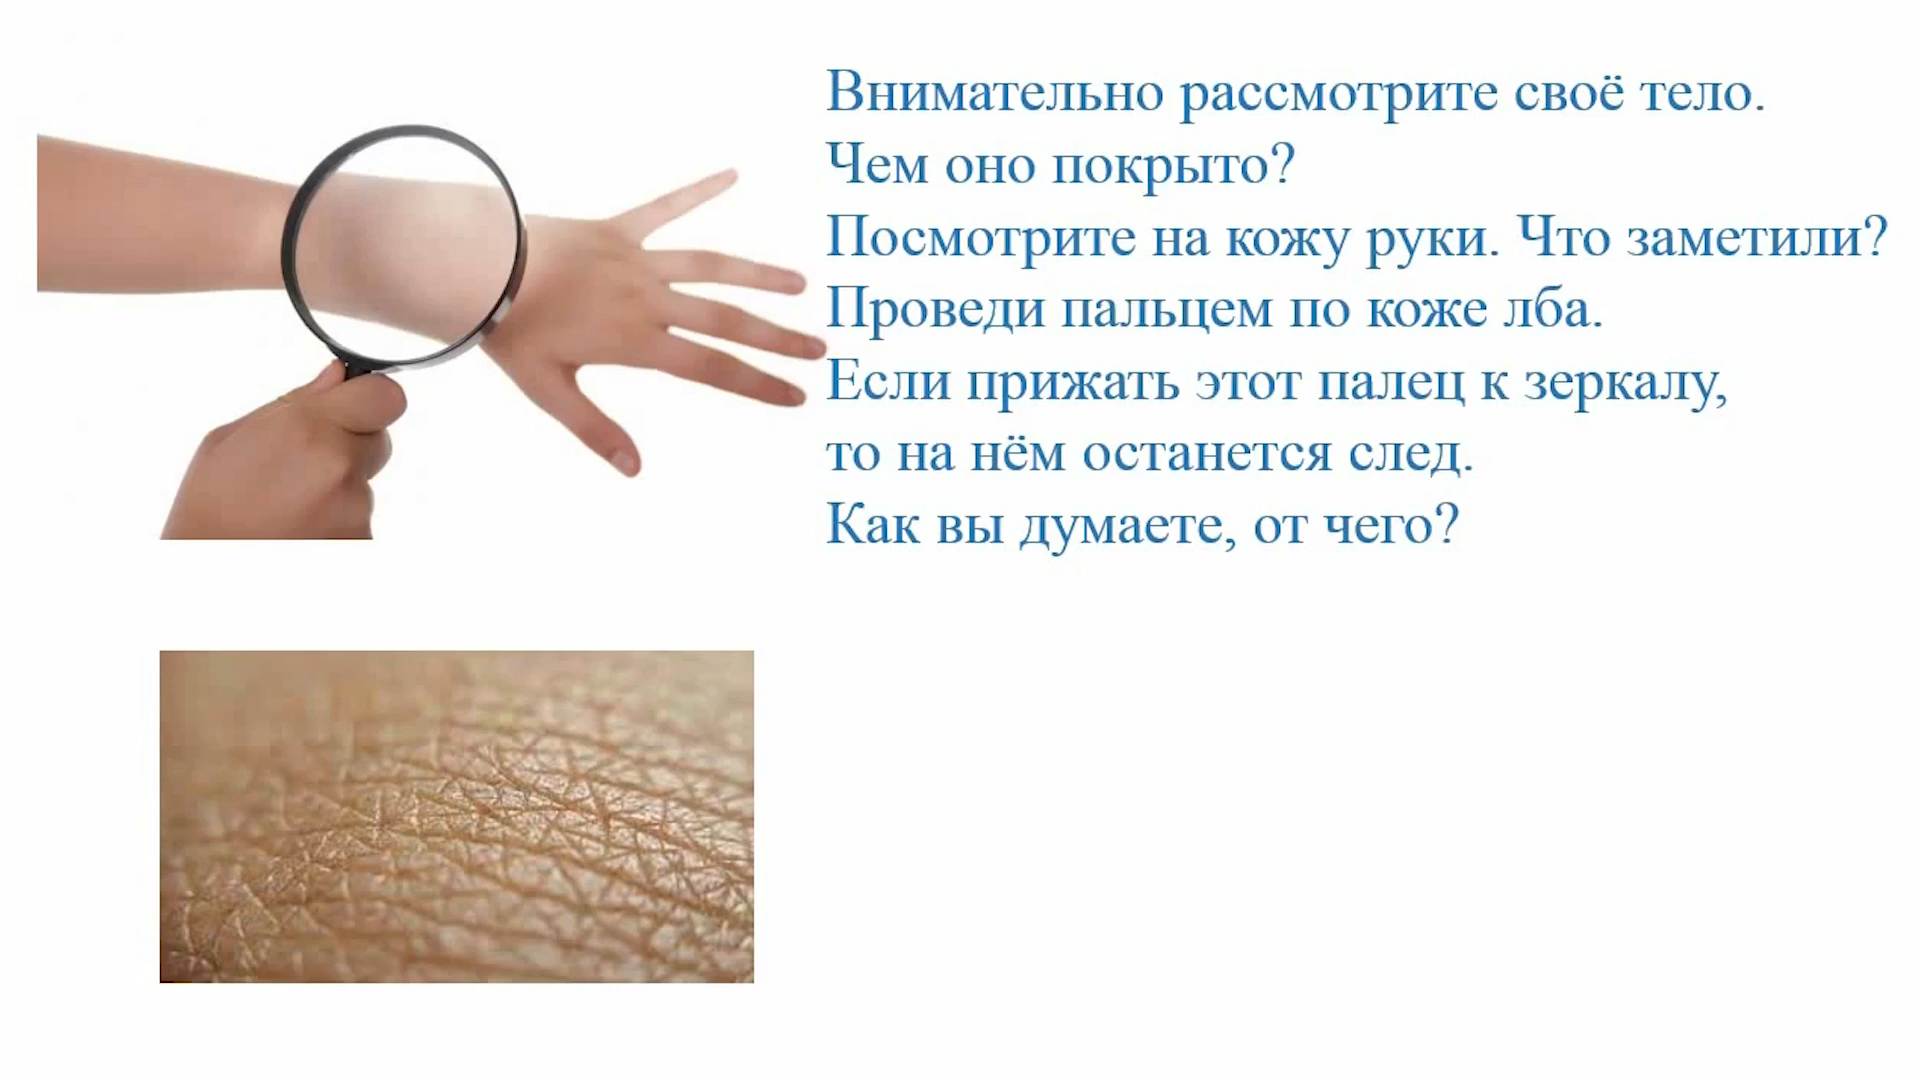 Внимательно рассмотрите своё тело.
Чем оно покрыто?
Посмотрите на кожу руки. Что заметили?
Проведи пальцем по коже лба.
Если прижать этот палец к зеркалу,
то на нём останется след.
Как вы думаете, от чего?